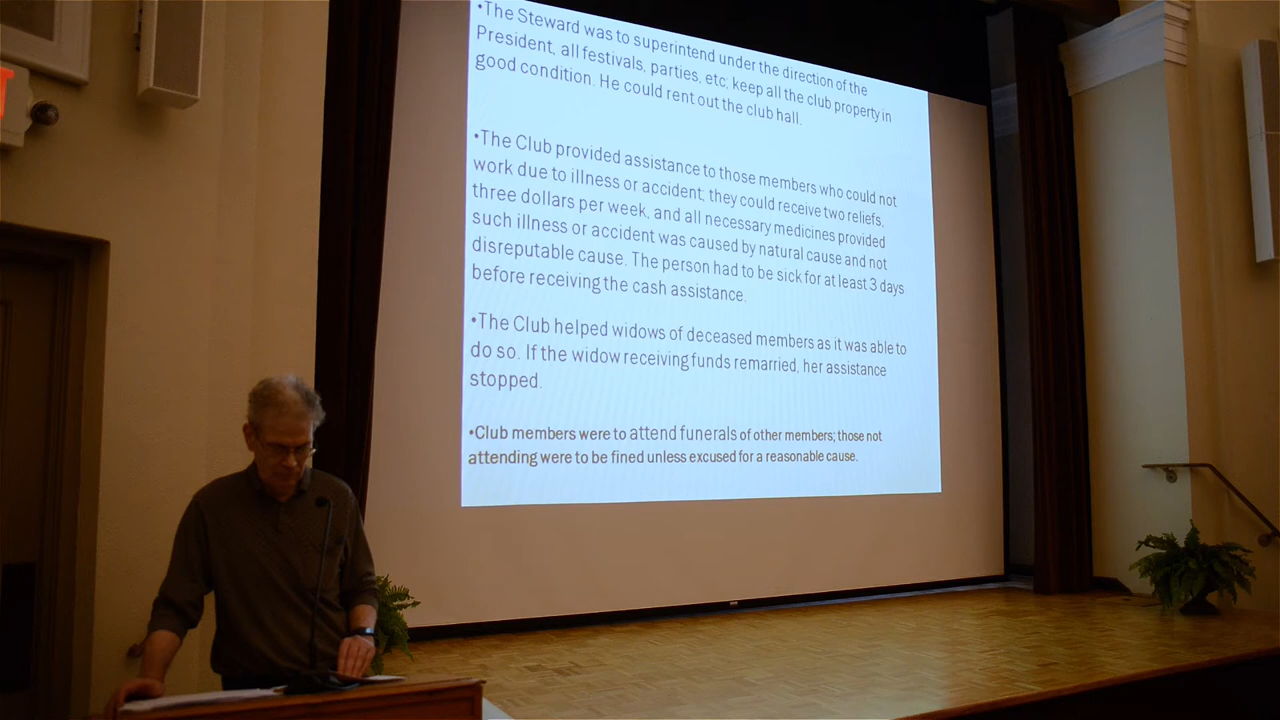 •The Steward was to superintend under the direction of the
President, all festivals, parties, etc; keep all the club property in
good condition. He could rent out the club hall.
•The Club provided assistance to those members who could not
work due to illness or accident; they could receive two reliefs,
three dollars per week, and all necessary medicines provided
such illness or accident was caused by natural cause and not
disreputable cause. The person had to be sick for at least 3 days
before receiving the cash assistance.
•The Club helped widows of deceased members as it was able to
do so. If the widow receiving funds remarried, her assistance
stopped.
•Club members were to attend funerals of other members; those not
attending were to be fined unless excused for a reasonable cause.